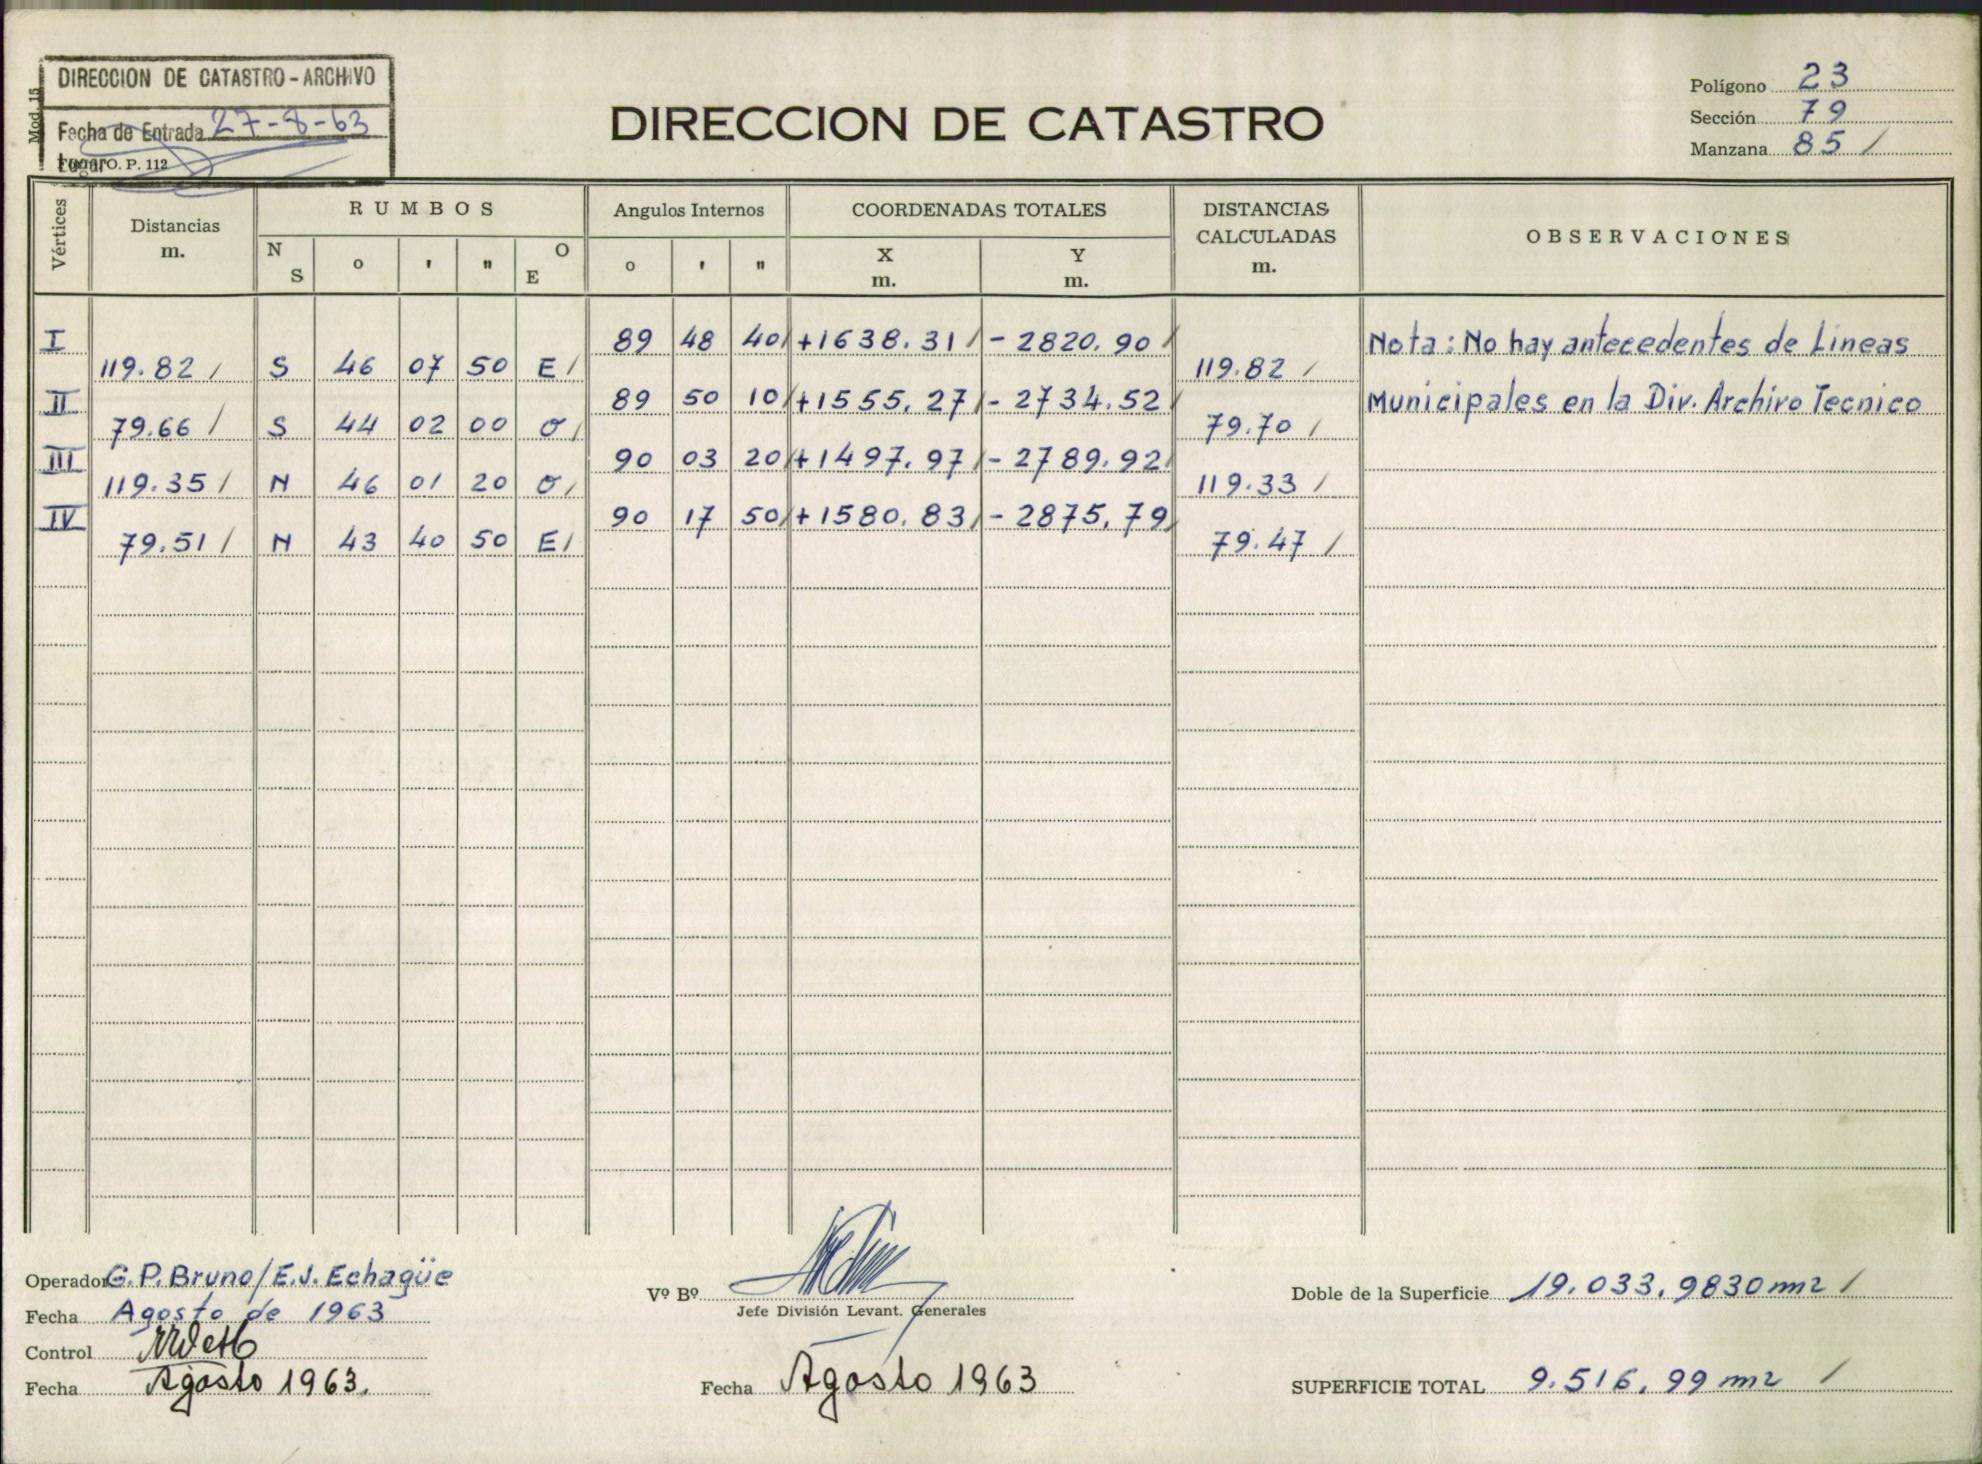 DIRECCION DE CATASTRO - ARCHIVO
Fecha de Entrada 27-8-63
Lugar O. P. 112
Mod. 15
DIRECCION DE CATASTRO
Polígono 23
Sección 79
Manzana 85 /
Vértices
Distancias m.
RUMBOS
N S o ' " O E
Angulos Internos
o ' "
COORDENADAS TOTALES
X m. Y m.
DISTANCIAS CALCULADAS m.
OBSERVACIONES
I 89 48 40/ +1638.31 / - 2820.90 / Nota: No hay antecedentes de Lineas
119.82 / S 46 07 50 E/ 119.82 /
II 89 50 10/ +1555.27 / - 2734.52 / Municipales en la Div. Archivo Tecnico
79.66 / S 44 02 00 O/ 79.70 /
III 90 03 20/ +1497.97 / - 2789.92/
119.35 / N 46 01 20 O/ 119.33 /
IV 90 17 50/ +1580.83/ - 2875.79/
79.51 / N 43 40 50 E/ 79.47 /
Operador G. P. Bruno/E. J. Echagüe
Fecha Agosto de 1963
Control
Fecha Agosto 1963.
Vº Bº
Jefe División Levant. Generales
Fecha Agosto 1963
Doble de la Superficie 19.033.9830 m2 /
SUPERFICIE TOTAL 9.516.99 m2 /